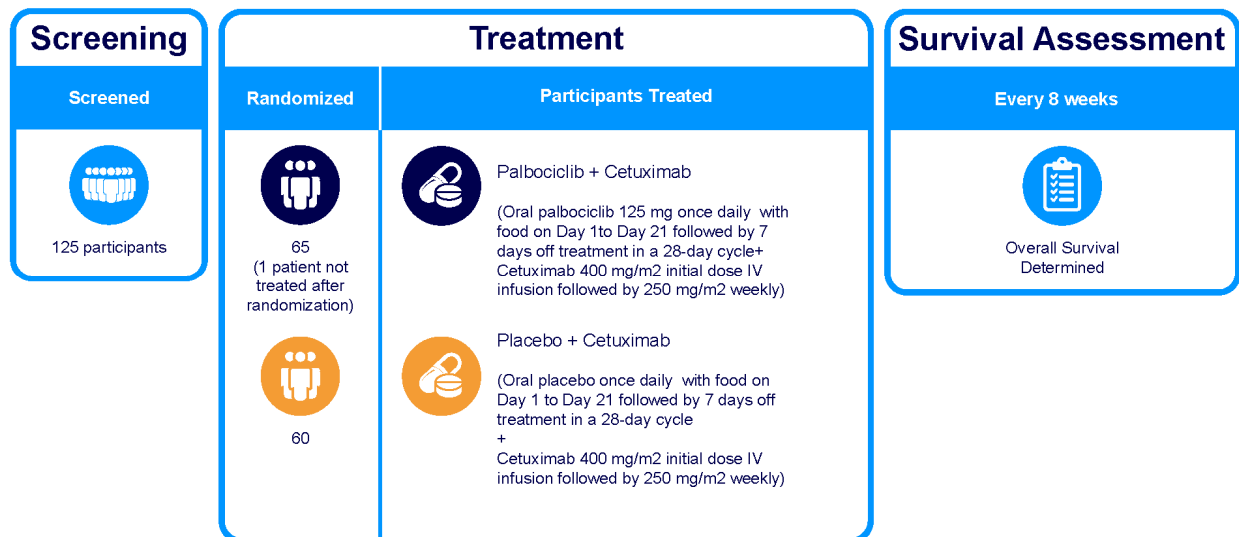 Screening
Screened
125 participants
Treatment
Randomized
Participants Treated
65
(1 patient not
treated after
randomization)
Palbociclib + Cetuximab
(Oral palbociclib 125 mg once daily with
food on Day 1to Day 21 followed by 7
days off treatment in a 28-day cycle+
Cetuximab 400 mg/m2 initial dose IV
infusion followed by 250 mg/m2 weekly)
60
Placebo + Cetuximab
(Oral placebo once daily with food on
Day 1 to Day 21 followed by 7 days off
treatment in a 28-day cycle
+
Cetuximab 400 mg/m2 initial dose IV
infusion followed by 250 mg/m2 weekly)
Survival Assessment
Every 8 weeks
Overall Survival
Determined